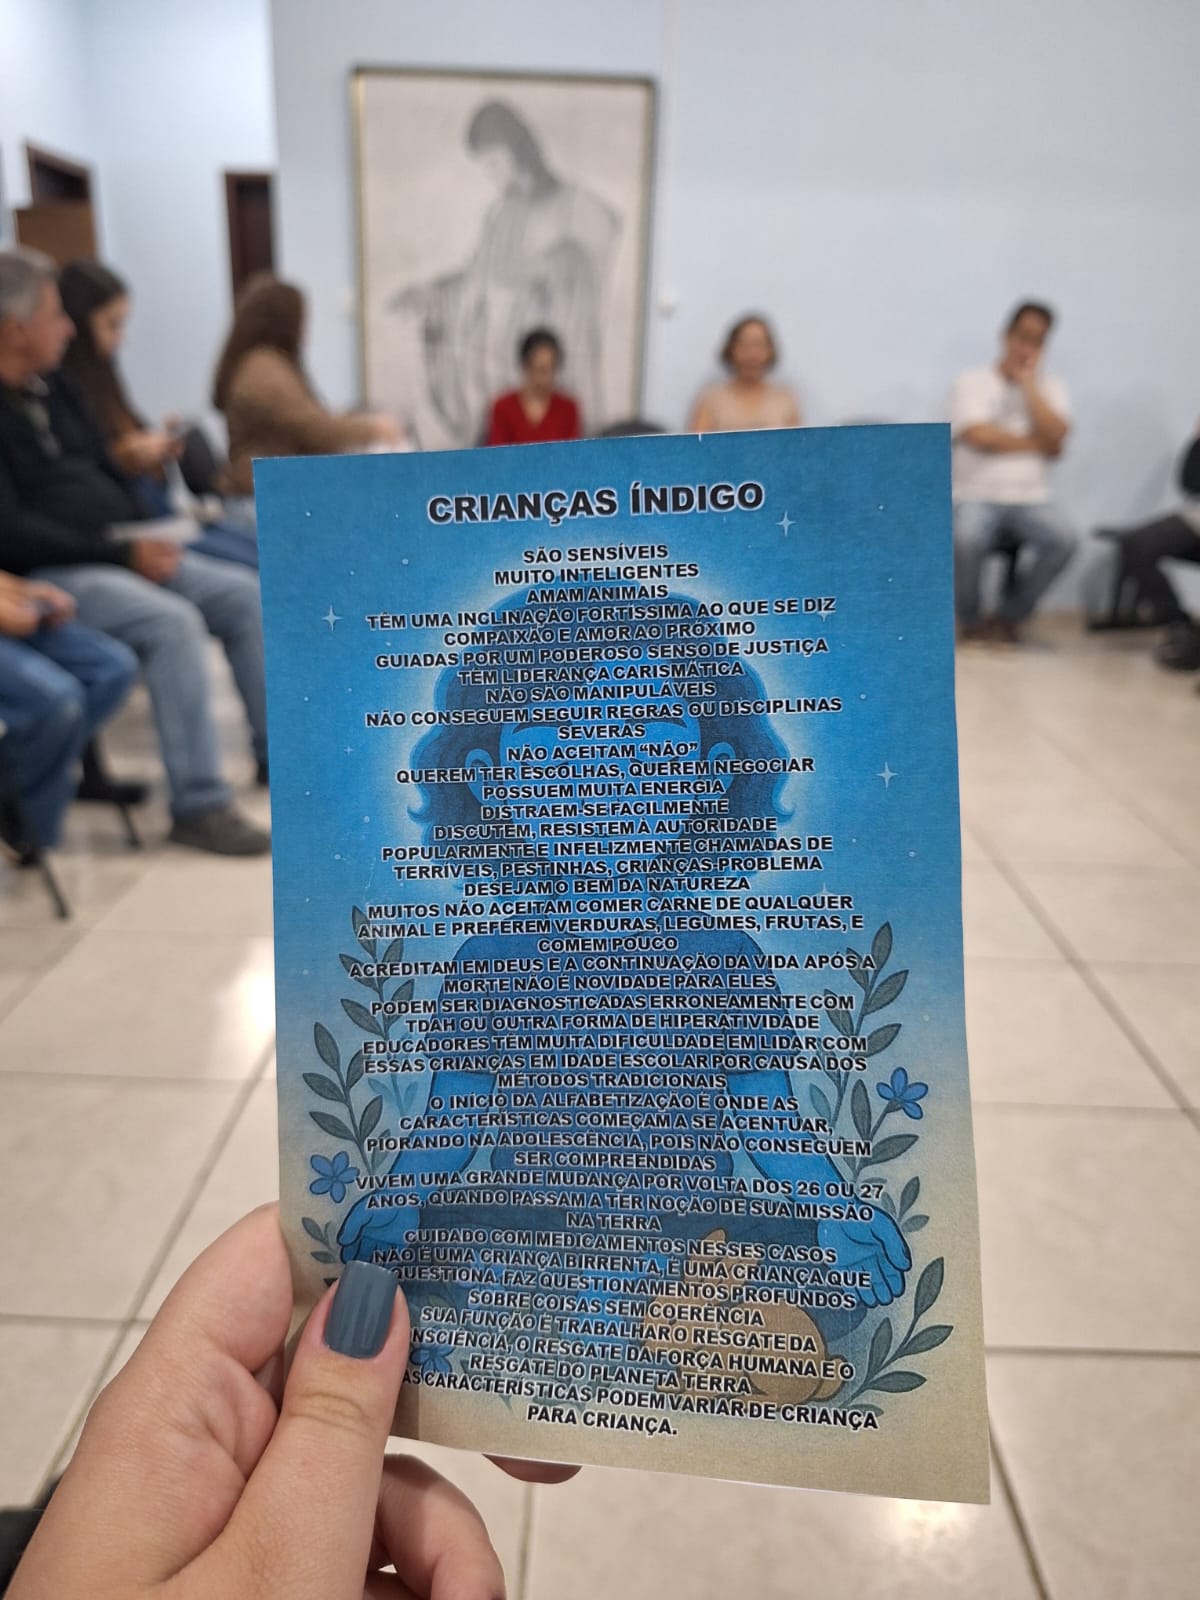 CRIANÇAS ÍNDIGO
SÃO SENSÍVEIS
MUITO INTELIGENTES
AMAM ANIMAIS
TÊM UMA INCLINAÇÃO FORTÍSSIMA AO QUE SE DIZ
COMPAIXÃO E AMOR AO PRÓXIMO
GUIADAS POR UM PODEROSO SENSO DE JUSTIÇA
TÊM LIDERANÇA CARISMÁTICA
NÃO SÃO MANIPULÁVEIS
NÃO CONSEGUEM SEGUIR REGRAS OU DISCIPLINAS
SEVERAS
NÃO ACEITAM “NÃO”
QUEREM TER ESCOLHAS, QUEREM NEGOCIAR
POSSUEM MUITA ENERGIA
DISTRAEM-SE FACILMENTE
DISCUTEM, RESISTEM À AUTORIDADE
POPULARMENTE E INFELIZMENTE CHAMADAS DE
TERRÍVEIS, PESTINHAS, CRIANÇAS-PROBLEMA
DESEJAM O BEM DA NATUREZA
MUITOS NÃO ACEITAM COMER CARNE DE QUALQUER
ANIMAL E PREFEREM VERDURAS, LEGUMES, FRUTAS, E
COMEM POUCO
ACREDITAM EM DEUS E A CONTINUAÇÃO DA VIDA APÓS A
MORTE NÃO É NOVIDADE PARA ELES
PODEM SER DIAGNOSTICADAS ERRONEAMENTE COM
TDAH OU OUTRA FORMA DE HIPERATIVIDADE
EDUCADORES TÊM MUITA DIFICULDADE EM LIDAR COM
ESSAS CRIANÇAS EM IDADE ESCOLAR POR CAUSA DOS
MÉTODOS TRADICIONAIS
O INÍCIO DA ALFABETIZAÇÃO É ONDE AS
CARACTERÍSTICAS COMEÇAM A SE ACENTUAR,
PIORANDO NA ADOLESCÊNCIA, POIS NÃO CONSEGUEM
SER COMPREENDIDAS
VIVEM UMA GRANDE MUDANÇA POR VOLTA DOS 26 OU 27
ANOS, QUANDO PASSAM A TER NOÇÃO DE SUA MISSÃO
NA TERRA
CUIDADO COM MEDICAMENTOS NESSES CASOS
NÃO É UMA CRIANÇA BIRRENTA, É UMA CRIANÇA QUE
QUESTIONA. FAZ QUESTIONAMENTOS PROFUNDOS
SOBRE COISAS SEM COERÊNCIA
SUA FUNÇÃO É TRABALHAR O RESGATE DA
NSCIÊNCIA, O RESGATE DA FORÇA HUMANA E O
RESGATE DO PLANETA TERRA
AS CARACTERÍSTICAS PODEM VARIAR DE CRIANÇA
PARA CRIANÇA.